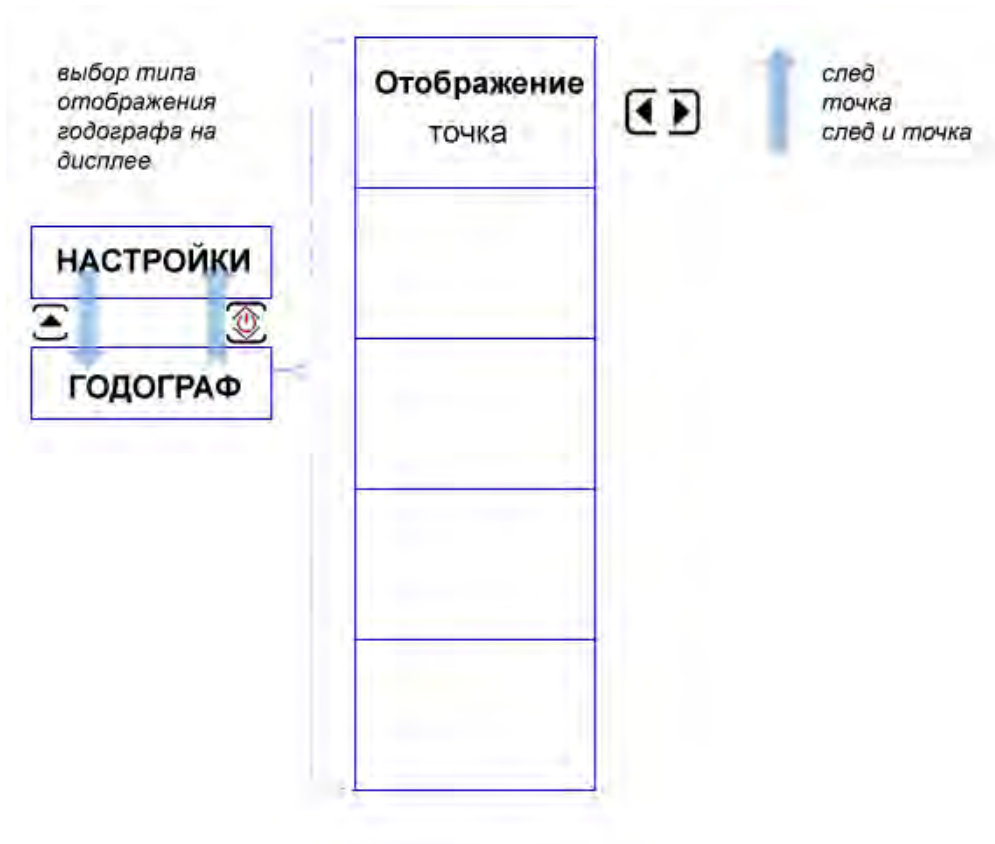 выбор типа
отображения
годографа на
дисплее
Отображение
точка
след
точка
след и точка
НАСТРОЙКИ
ГОДОГРАФ